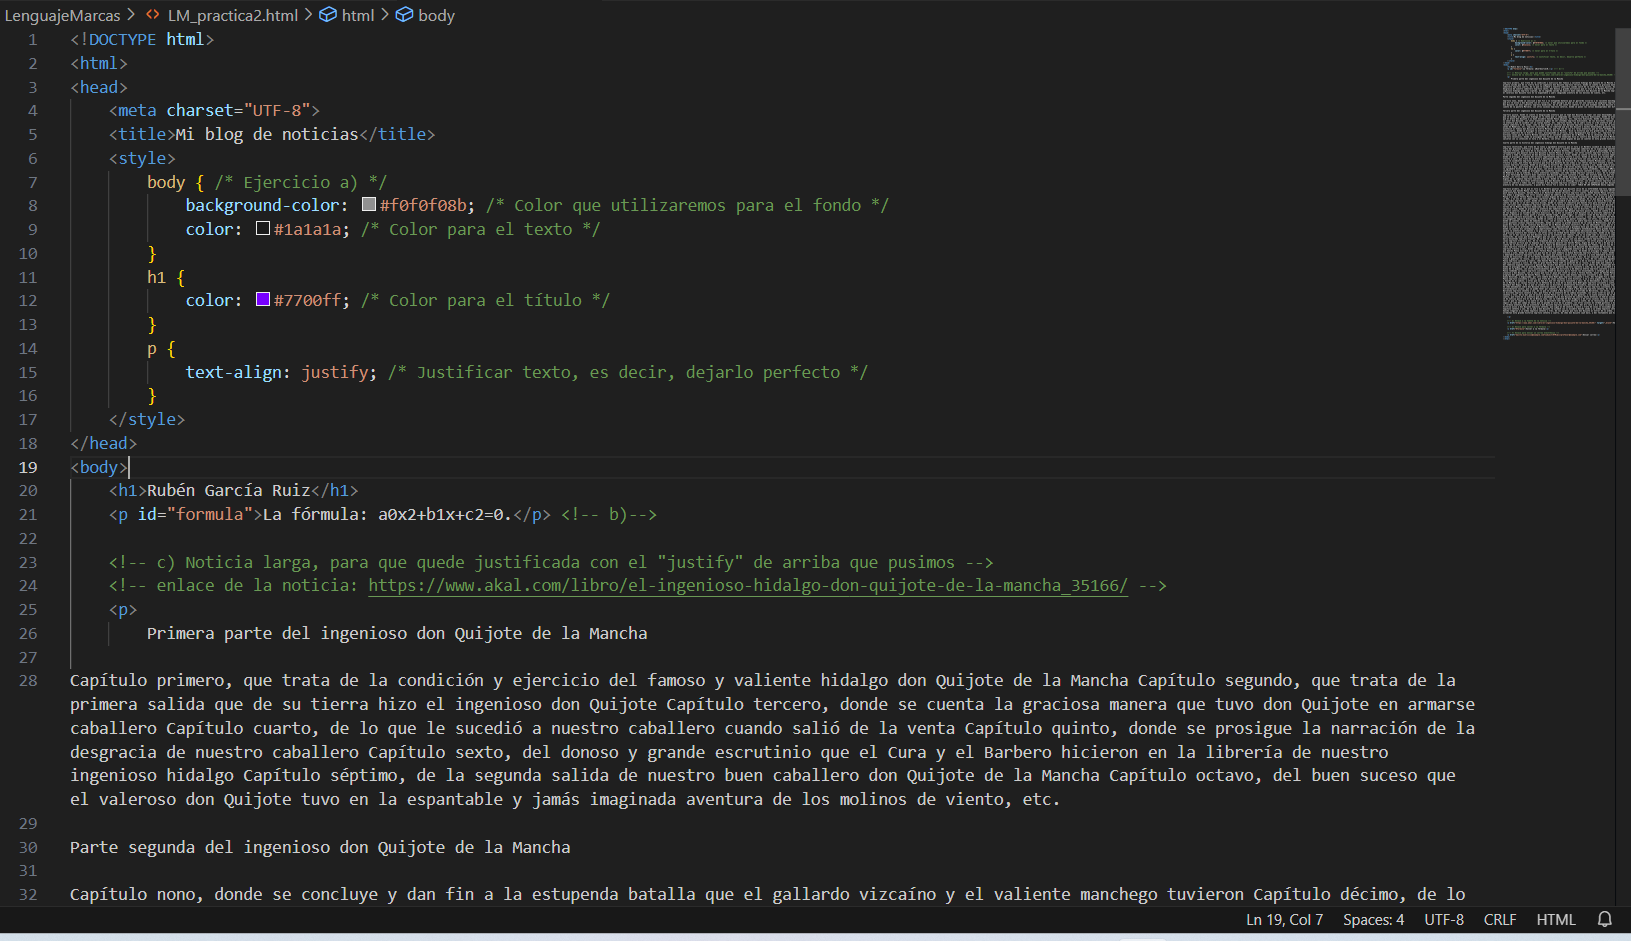 LenguajeMarcas > <> LM_practica2.html > html > body
1 <!DOCTYPE html>
2 <html>
3 <head>
4 <meta charset="UTF-8">
5 <title>Mi blog de noticias</title>
6 <style>
7 body { /* Ejercicio a) */
8 background-color: #f0f0f08b; /* Color que utilizaremos para el fondo */
9 color: #1a1a1a; /* Color para el texto */
10 }
11 h1 {
12 color: #7700ff; /* Color para el título */
13 }
14 p {
15 text-align: justify; /* Justificar texto, es decir, dejarlo perfecto */
16 }
17 </style>
18 </head>
19 <body>
20 <h1>Rubén García Ruiz</h1>
21 <p id="formula">La fórmula: a0x2+b1x+c2=0.</p> <!-- b)-->
22
23 <!-- c) Noticia larga, para que quede justificada con el "justify" de arriba que pusimos -->
24 <!-- enlace de la noticia: https://www.akal.com/libro/el-ingenioso-hidalgo-don-quijote-de-la-mancha_35166/ -->
25 <p>
26 Primera parte del ingenioso don Quijote de la Mancha
27
28 Capítulo primero, que trata de la condición y ejercicio del famoso y valiente hidalgo don Quijote de la Mancha Capítulo segundo, que trata de la
primera salida que de su tierra hizo el ingenioso don Quijote Capítulo tercero, donde se cuenta la graciosa manera que tuvo don Quijote en armarse
caballero Capítulo cuarto, de lo que le sucedió a nuestro caballero cuando salió de la venta Capítulo quinto, donde se prosigue la narración de la
desgracia de nuestro caballero Capítulo sexto, del donoso y grande escrutinio que el Cura y el Barbero hicieron en la librería de nuestro
ingenioso hidalgo Capítulo séptimo, de la segunda salida de nuestro buen caballero don Quijote de la Mancha Capítulo octavo, del buen suceso que
el valeroso don Quijote tuvo en la espantable y jamás imaginada aventura de los molinos de viento, etc.
29
30 Parte segunda del ingenioso don Quijote de la Mancha
31
32 Capítulo nono, donde se concluye y dan fin a la estupenda batalla que el gallardo vizcaíno y el valiente manchego tuvieron Capítulo décimo, de lo
Ln 19, Col 7 Spaces: 4 UTF-8 CRLF HTML